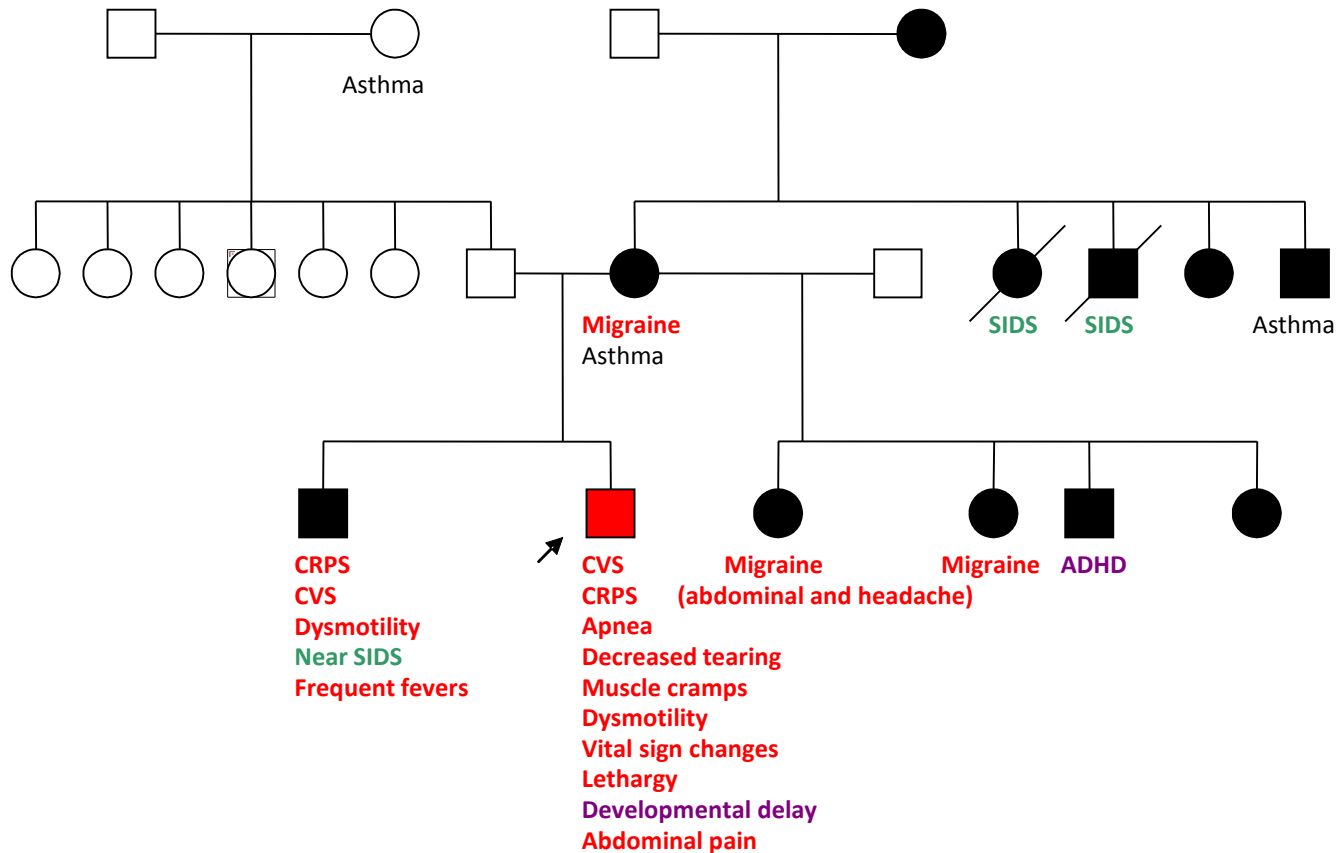 Asthma
Migraine
Asthma
SIDS
SIDS
Asthma
CRPS
CVS
Dysmotility
Near SIDS
Frequent fevers
CVS
CRPS
Apnea
Decreased tearing
Muscle cramps
Dysmotility
Vital sign changes
Lethargy
Developmental delay
Abdominal pain
Migraine
(abdominal and headache)
Migraine
ADHD